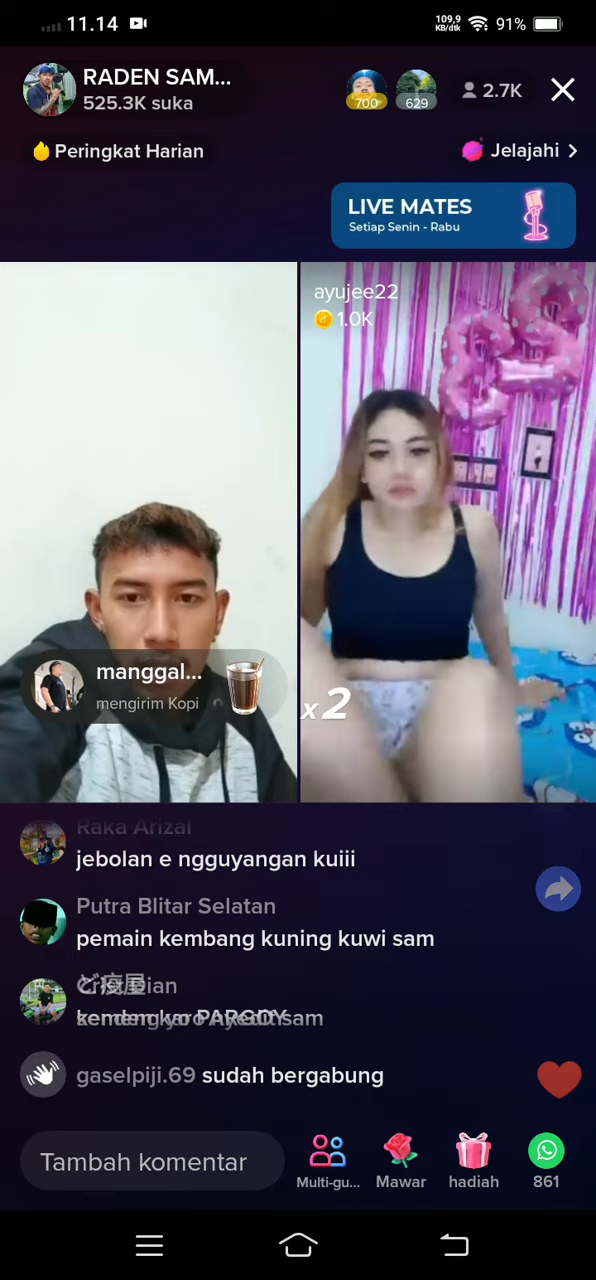 11.14
109,9
KB/dtk
91%
RADEN SAM...
525.3K suka
700
629
2.7K
Peringkat Harian
Jelajahi
LIVE MATES
Setiap Senin - Rabu
ayujee22
1.0K
manggal...
mengirim Kopi
x2
Raka Arizal
jebolan e ngguyangan kuiii
Putra Blitar Selatan
pemain kembang kuning kuwi sam
gaselpiji.69 sudah bergabung
Tambah komentar
Multi-gu...
Mawar
hadiah
861